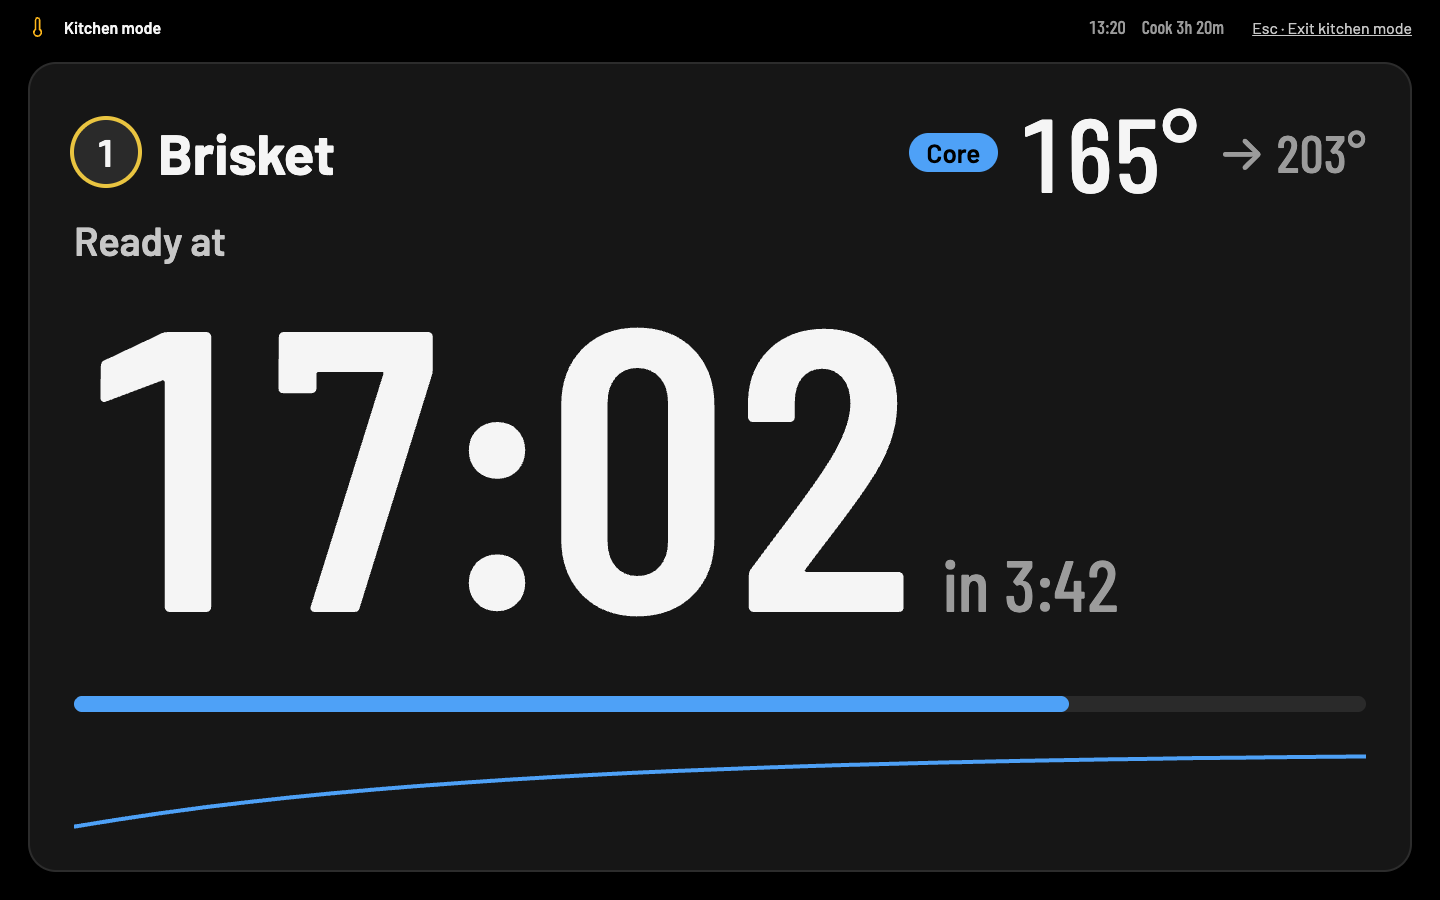 Kitchen mode
13:20 Cook 3h 20m Esc · Exit kitchen mode
1 Brisket Core 165° → 203°
Ready at
17:02 in 3:42